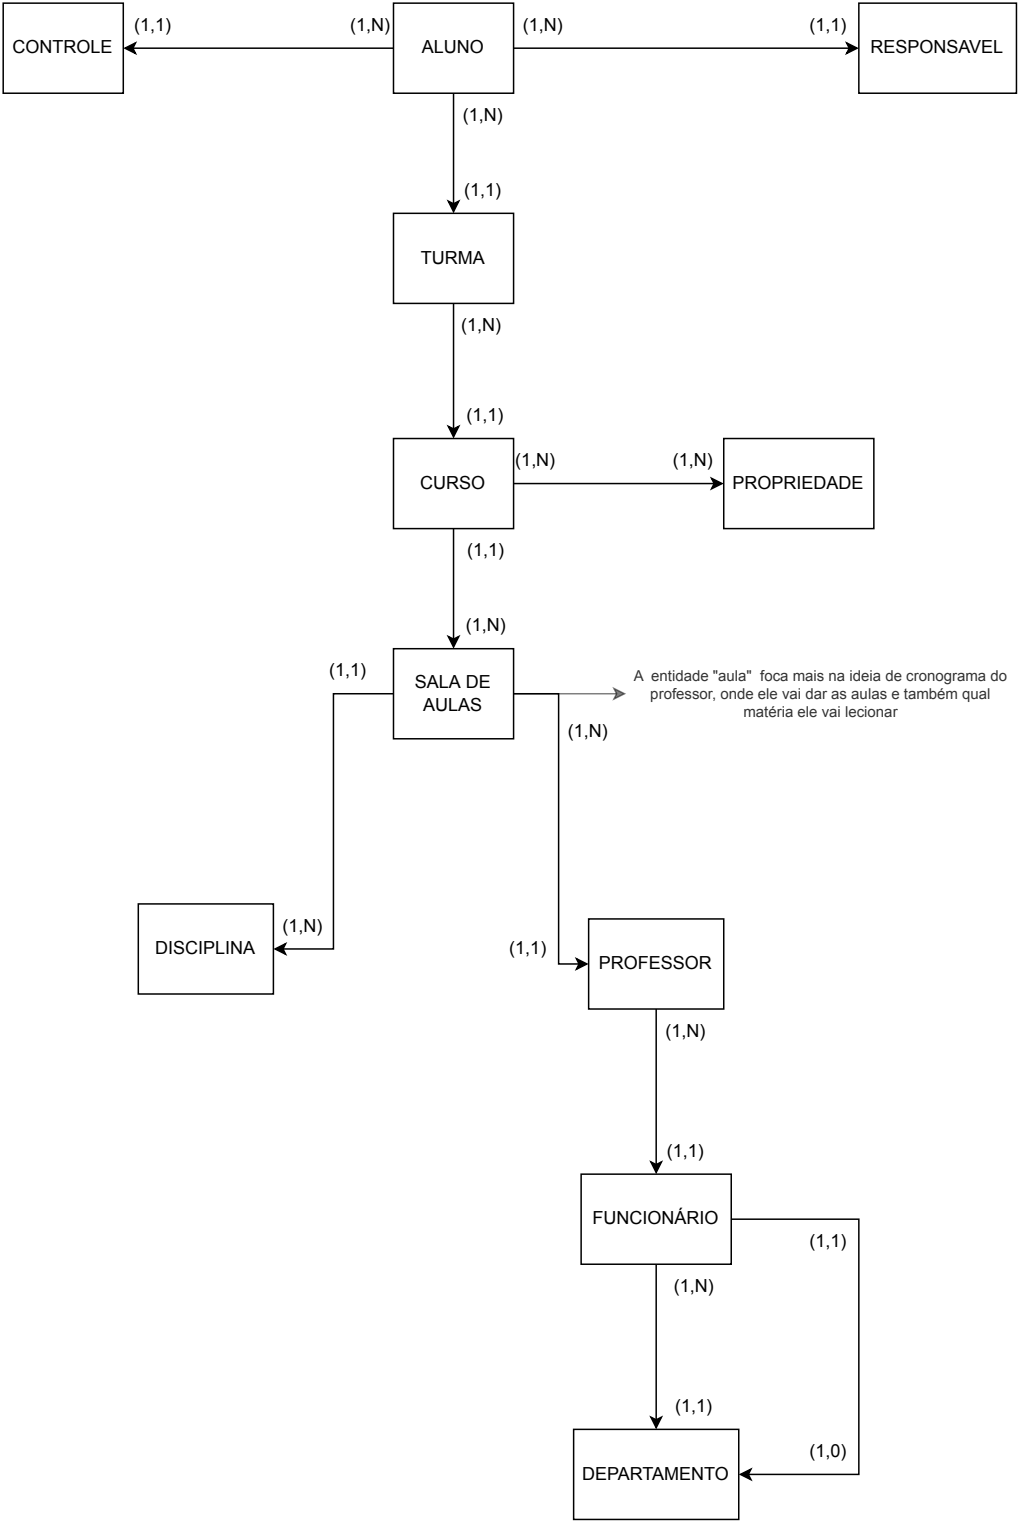 (1,1)
(1,N)
(1,N)
(1,1)
CONTROLE
ALUNO
RESPONSAVEL
(1,N)
(1,1)
TURMA
(1,N)
(1,1)
(1,N)
(1,N)
CURSO
PROPRIEDADE
(1,1)
(1,N)
(1,1)
SALA DE
AULAS
A entidade "aula" foca mais na ideia de cronograma do
professor, onde ele vai dar as aulas e também qual
matéria ele vai lecionar
(1,N)
(1,N)
DISCIPLINA
(1,1)
PROFESSOR
(1,N)
(1,1)
FUNCIONÁRIO
(1,1)
(1,N)
(1,1)
(1,0)
DEPARTAMENTO